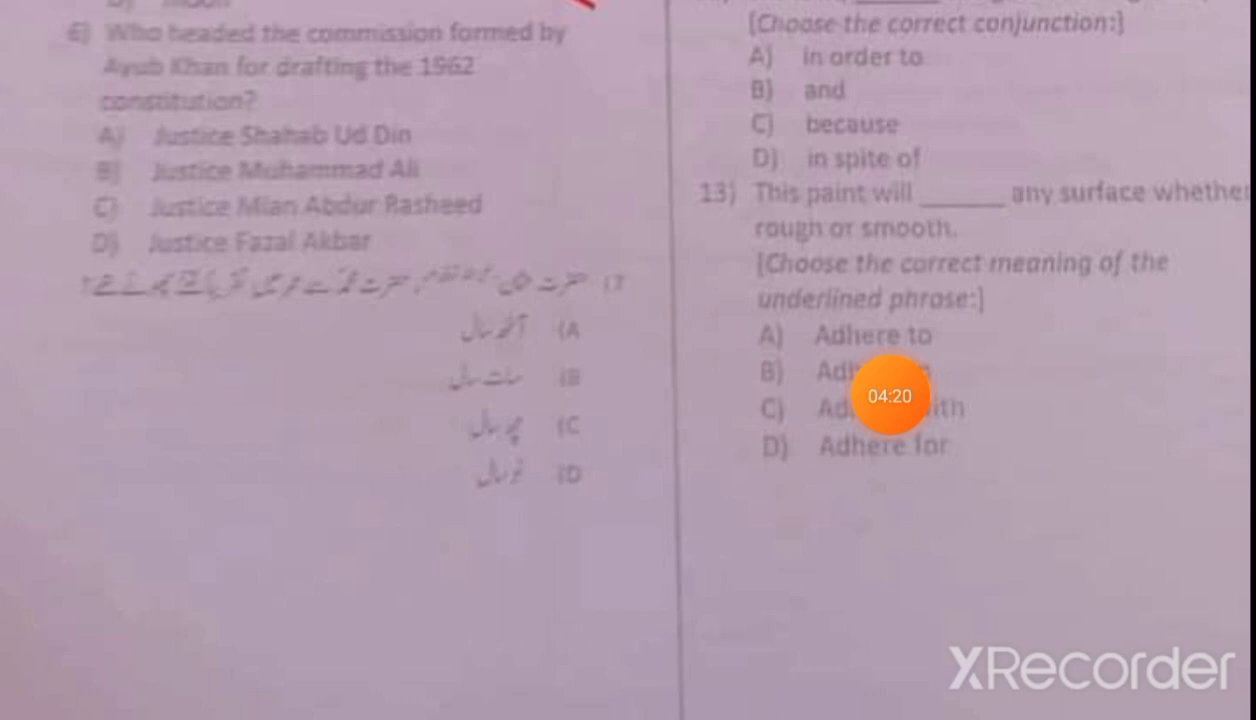 6) Who headed the commission formed by
Ayub Khan for drafting the 1962
constitution?
A) Justice Shahab Ud Din
B) Justice Muhammad Ali
C) Justice Mian Abdur Rasheed
D) Justice Fazal Akbar
(7 حضرت
(A آٹھ سال
(B سات سال
(C چھ سال
(D نو سال
[Choose the correct conjunction:]
A) in order to
B) and
C) because
D) in spite of
13) This paint will ______ any surface whether
rough or smooth.
[Choose the correct meaning of the
underlined phrase:]
A) Adhere to
B)
C)
D) Adhere for
04:20
XRecorder